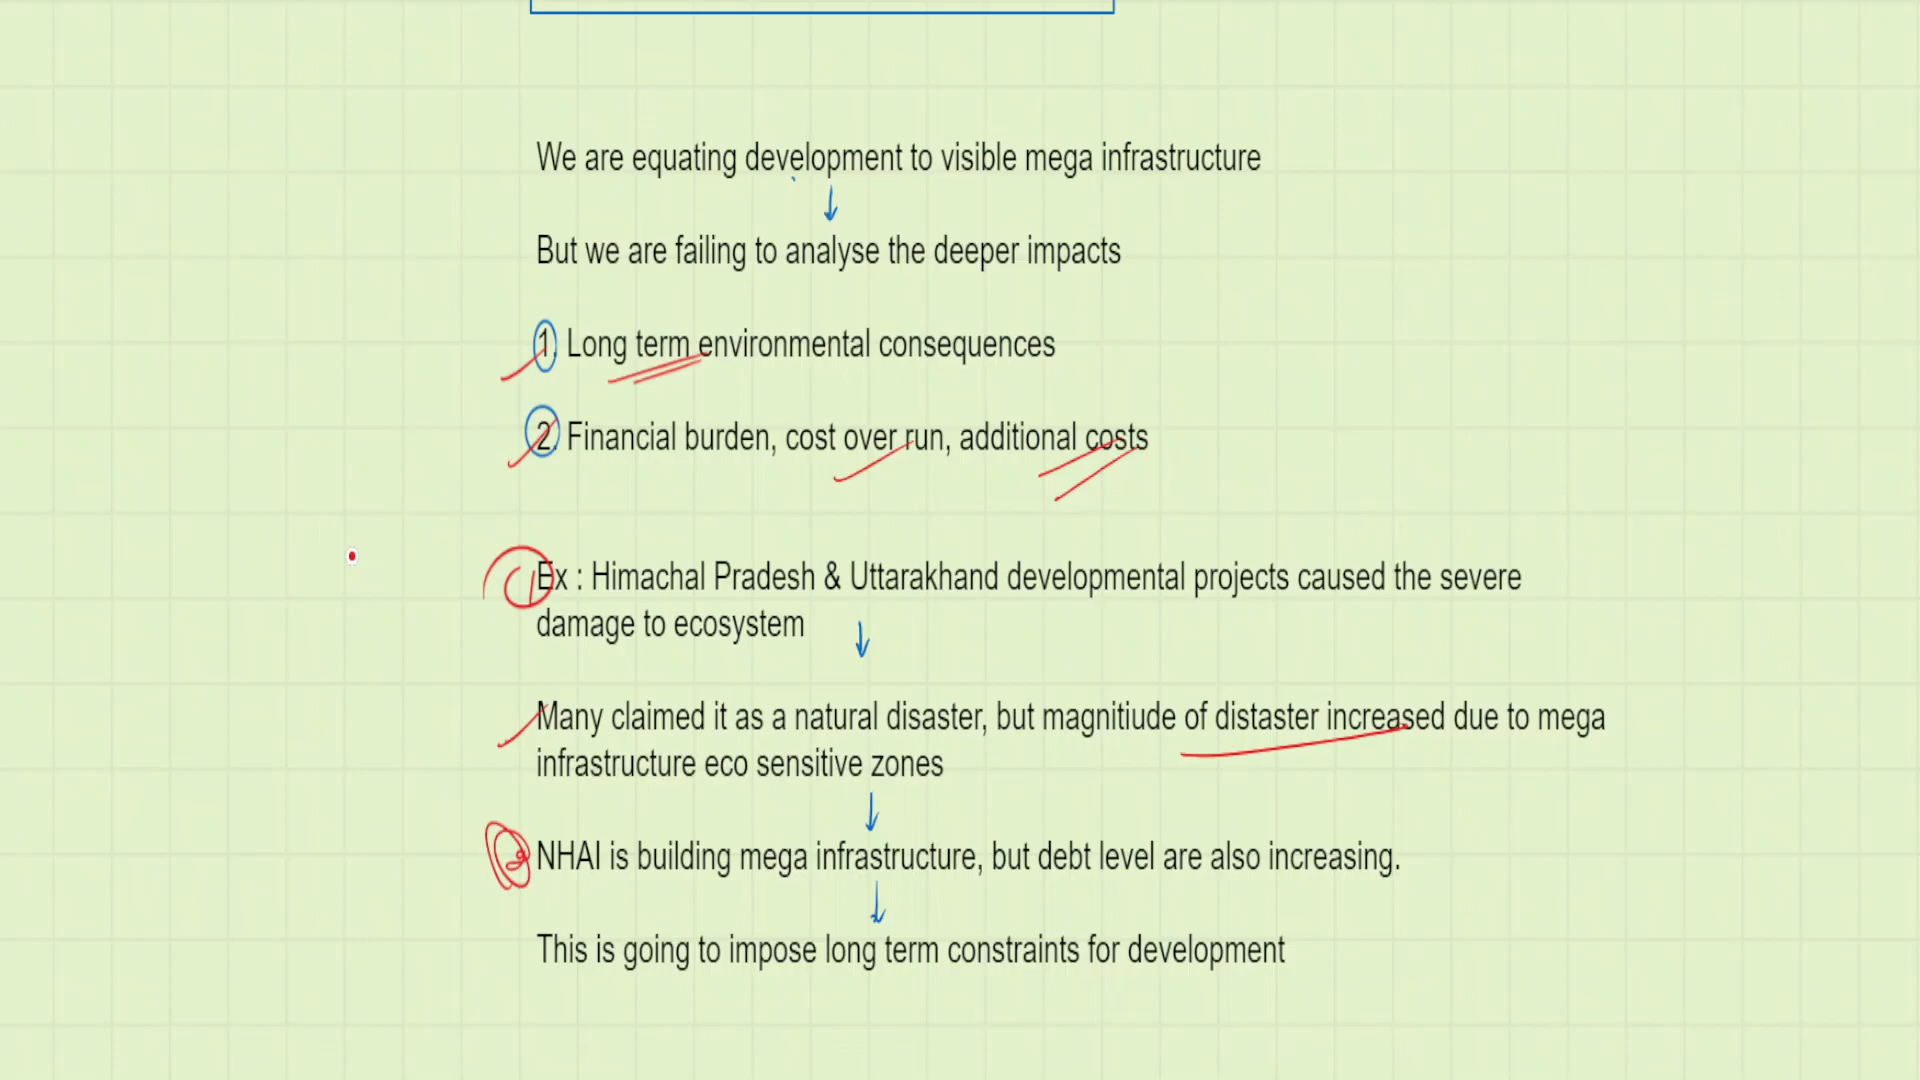 We are equating development to visible mega infrastructure
But we are failing to analyse the deeper impacts
1. Long term environmental consequences
2. Financial burden, cost over run, additional costs
1 Ex : Himachal Pradesh & Uttarakhand developmental projects caused the severe
damage to ecosystem
Many claimed it as a natural disaster, but magnitiude of distaster increased due to mega
infrastructure eco sensitive zones
2 NHAI is building mega infrastructure, but debt level are also increasing.
This is going to impose long term constraints for development